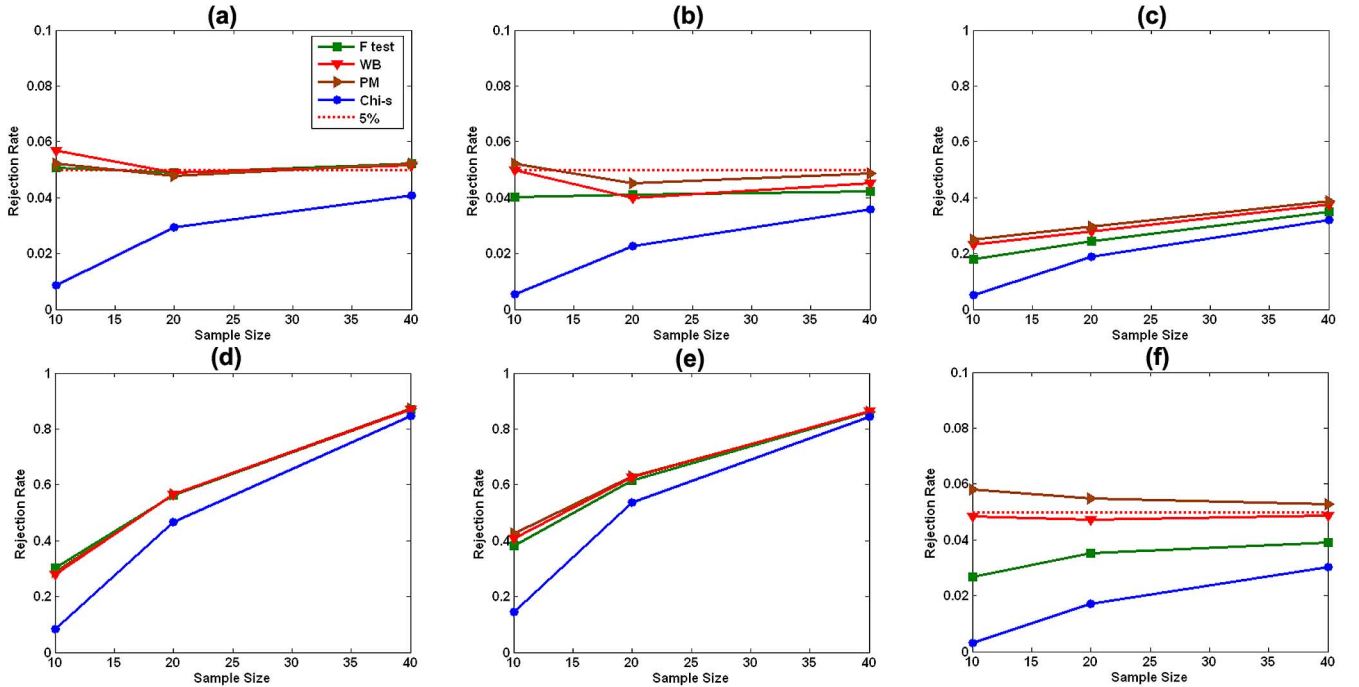 (a)
0.1
0.08
0.06
0.04
0.02
0
Rejection Rate
10 15 20 25 30 35 40
Sample Size
F test
WB
PM
Chi-s
5%
(b)
0.1
0.08
0.06
0.04
0.02
0
Rejection Rate
10 15 20 25 30 35 40
Sample Size
(c)
1
0.8
0.6
0.4
0.2
0
Rejection Rate
10 15 20 25 30 35 40
Sample Size
(d)
1
0.8
0.6
0.4
0.2
0
Rejection Rate
10 15 20 25 30 35 40
Sample Size
(e)
1
0.8
0.6
0.4
0.2
0
Rejection Rate
10 15 20 25 30 35 40
Sample Size
(f)
0.1
0.08
0.06
0.04
0.02
0
Rejection Rate
10 15 20 25 30 35 40
Sample Size